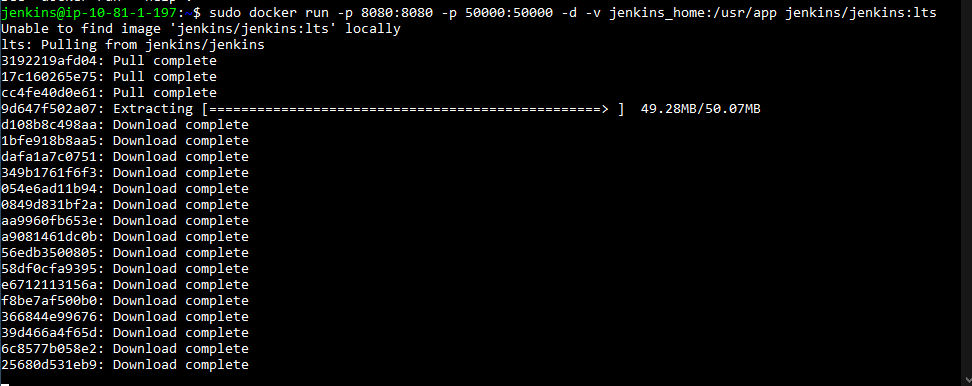 jenkins@ip-10-81-1-197:~$ sudo docker run -p 8080:8080 -p 50000:50000 -d -v jenkins_home:/usr/app jenkins/jenkins:lts
Unable to find image 'jenkins/jenkins:lts' locally
lts: Pulling from jenkins/jenkins
3192219afd04: Pull complete
17c160265e75: Pull complete
cc4fe40d0e61: Pull complete
9d647f502a07: Extracting [=================================================> ]  49.28MB/50.07MB
d108b8c498aa: Download complete
1bfe918b8aa5: Download complete
dafa1a7c0751: Download complete
349b1761f6f3: Download complete
054e6ad11b94: Download complete
0849d831bf2a: Download complete
aa9960fb653e: Download complete
a9081461dc0b: Download complete
56edb3500805: Download complete
58df0cfa9395: Download complete
e6712113156a: Download complete
f8be7af500b0: Download complete
366844e99676: Download complete
39d466a4f65d: Download complete
6c8577b058e2: Download complete
25680d531eb9: Download complete